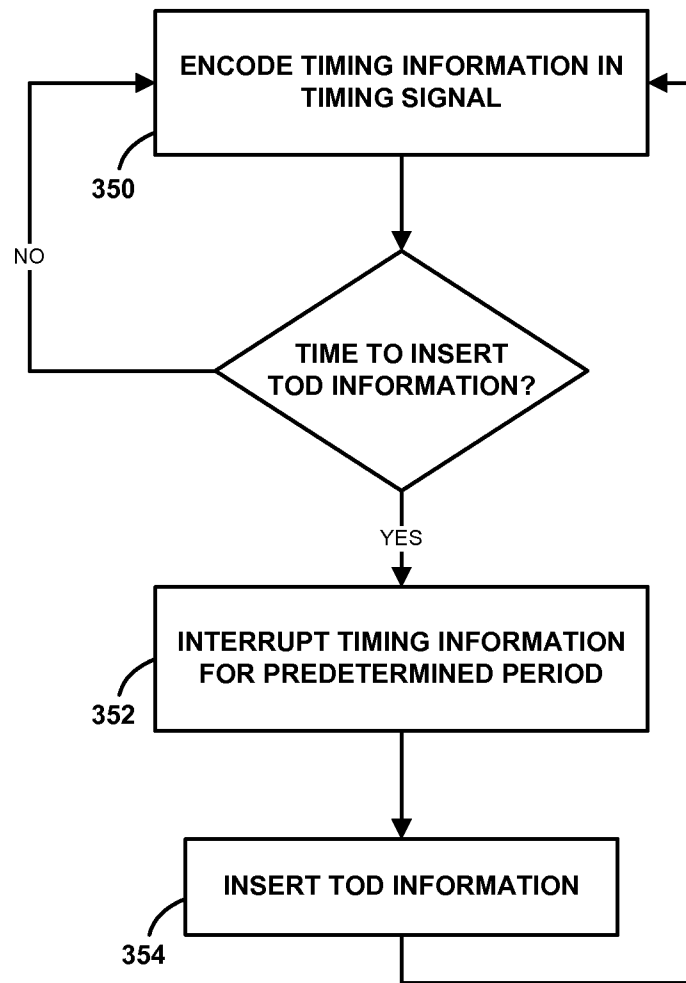 ENCODE TIMING INFORMATION IN
TIMING SIGNAL
350
NO
TIME TO INSERT
TOD INFORMATION?
YES
INTERRUPT TIMING INFORMATION
FOR PREDETERMINED PERIOD
352
INSERT TOD INFORMATION
354